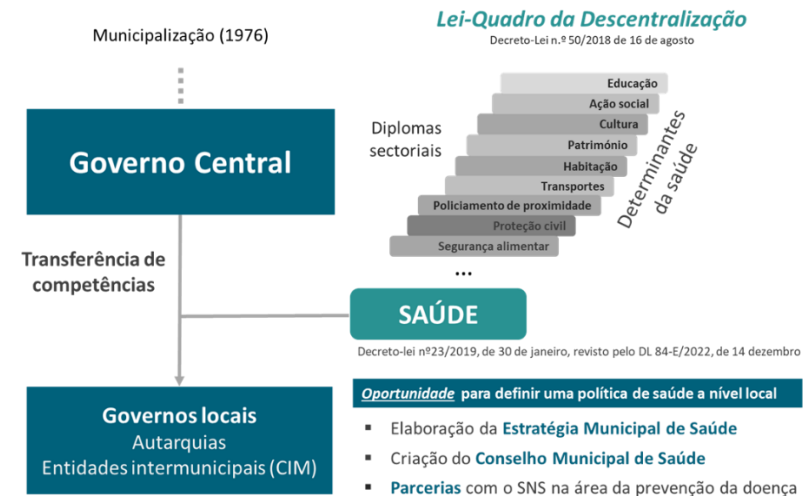 Municipalização (1976)
Governo Central
Transferência de
competências
Governos locais
Autarquias
Entidades intermunicipais (CIM)
Lei-Quadro da Descentralização
Decreto-Lei n.º 50/2018 de 16 de agosto
Diplomas
sectoriais
Educação
Ação social
Cultura
Património
Habitação
Transportes
Policiamento de proximidade
Proteção civil
Segurança alimentar
...
Determinantes
da saúde
SAÚDE
Decreto-lei nº23/2019, de 30 de janeiro, revisto pelo DL 84-E/2022, de 14 dezembro
Oportunidade para definir uma política de saúde a nível local
▪ Elaboração da Estratégia Municipal de Saúde
▪ Criação do Conselho Municipal de Saúde
▪ Parcerias com o SNS na área da prevenção da doença